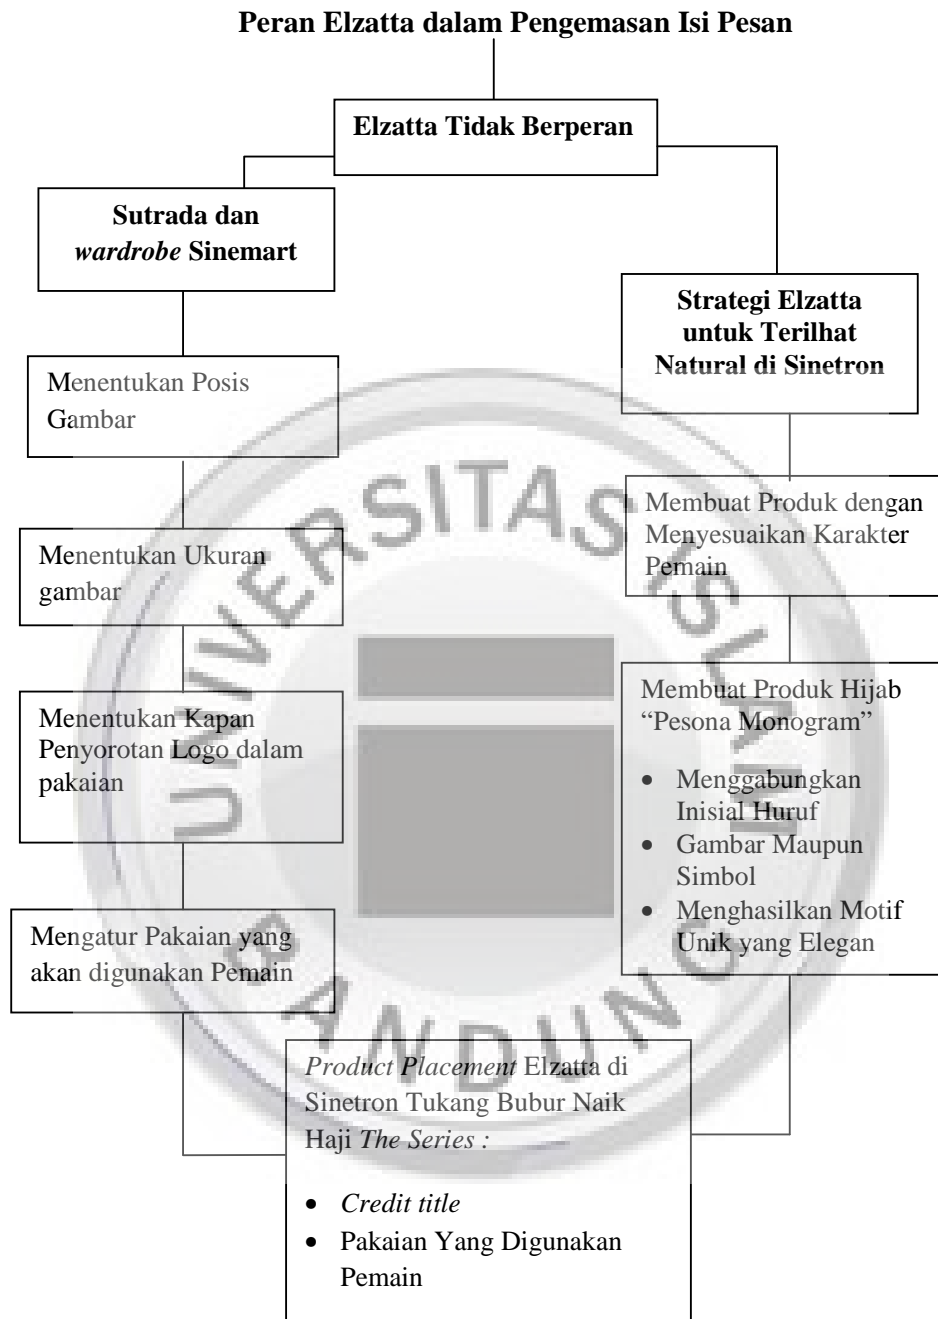 Peran Elzatta dalam Pengemasan Isi Pesan
Elzatta Tidak Berperan
Sutrada dan
wardrobe Sinemart
Strategi Elzatta
untuk Terilhat
Natural di Sinetron
Menentukan Posis
Gambar
Menentukan Ukuran
gambar
Menentukan Kapan
Penyorotan Logo dalam
pakaian
Mengatur Pakaian yang
akan digunakan Pemain
Membuat Produk dengan
Menyesuaikan Karakter
Pemain
Membuat Produk Hijab
“Pesona Monogram”
• Menggabungkan
Inisial Huruf
• Gambar Maupun
Simbol
• Menghasilkan Motif
Unik yang Elegan
Product Placement Elzatta di
Sinetron Tukang Bubur Naik
Haji The Series :
• Credit title
• Pakaian Yang Digunakan
Pemain
UNIVERSITAS ISLAM
BANDUNG